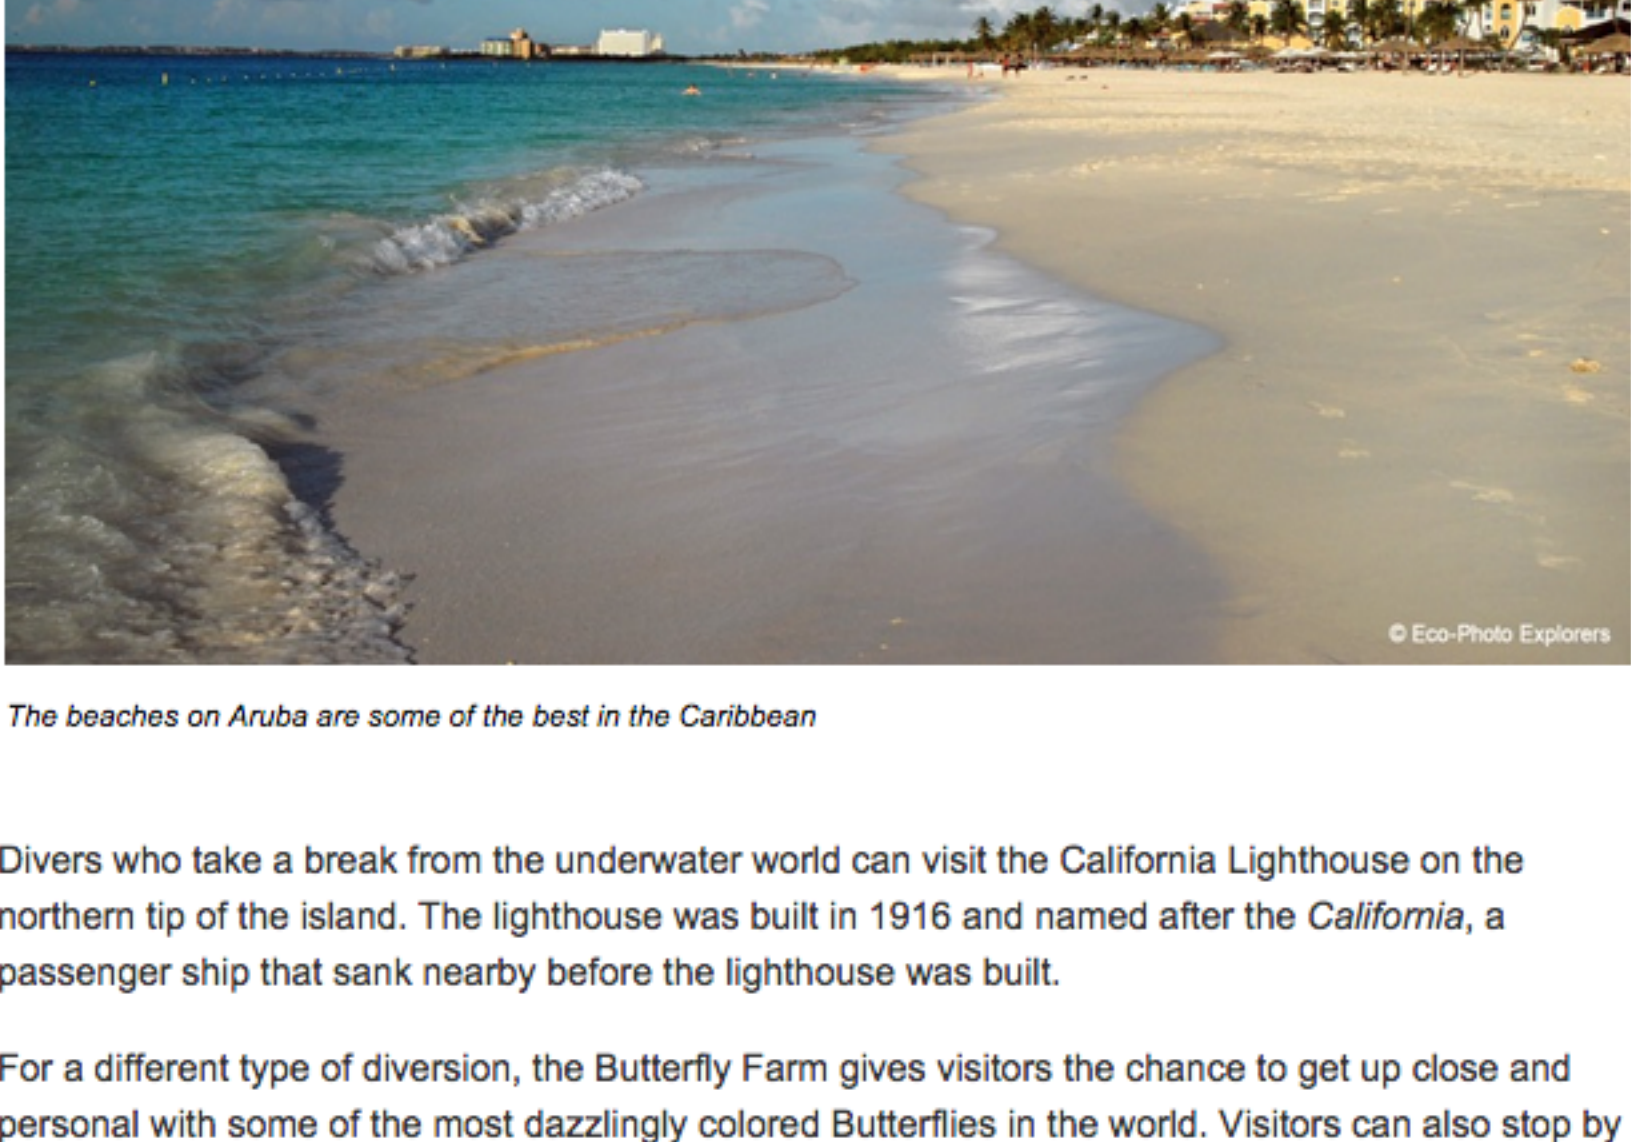 © Eco-Photo Explorers
The beaches on Aruba are some of the best in the Caribbean
Divers who take a break from the underwater world can visit the California Lighthouse on the
northern tip of the island. The lighthouse was built in 1916 and named after the California, a
passenger ship that sank nearby before the lighthouse was built.
For a different type of diversion, the Butterfly Farm gives visitors the chance to get up close and
personal with some of the most dazzlingly colored Butterflies in the world. Visitors can also stop by